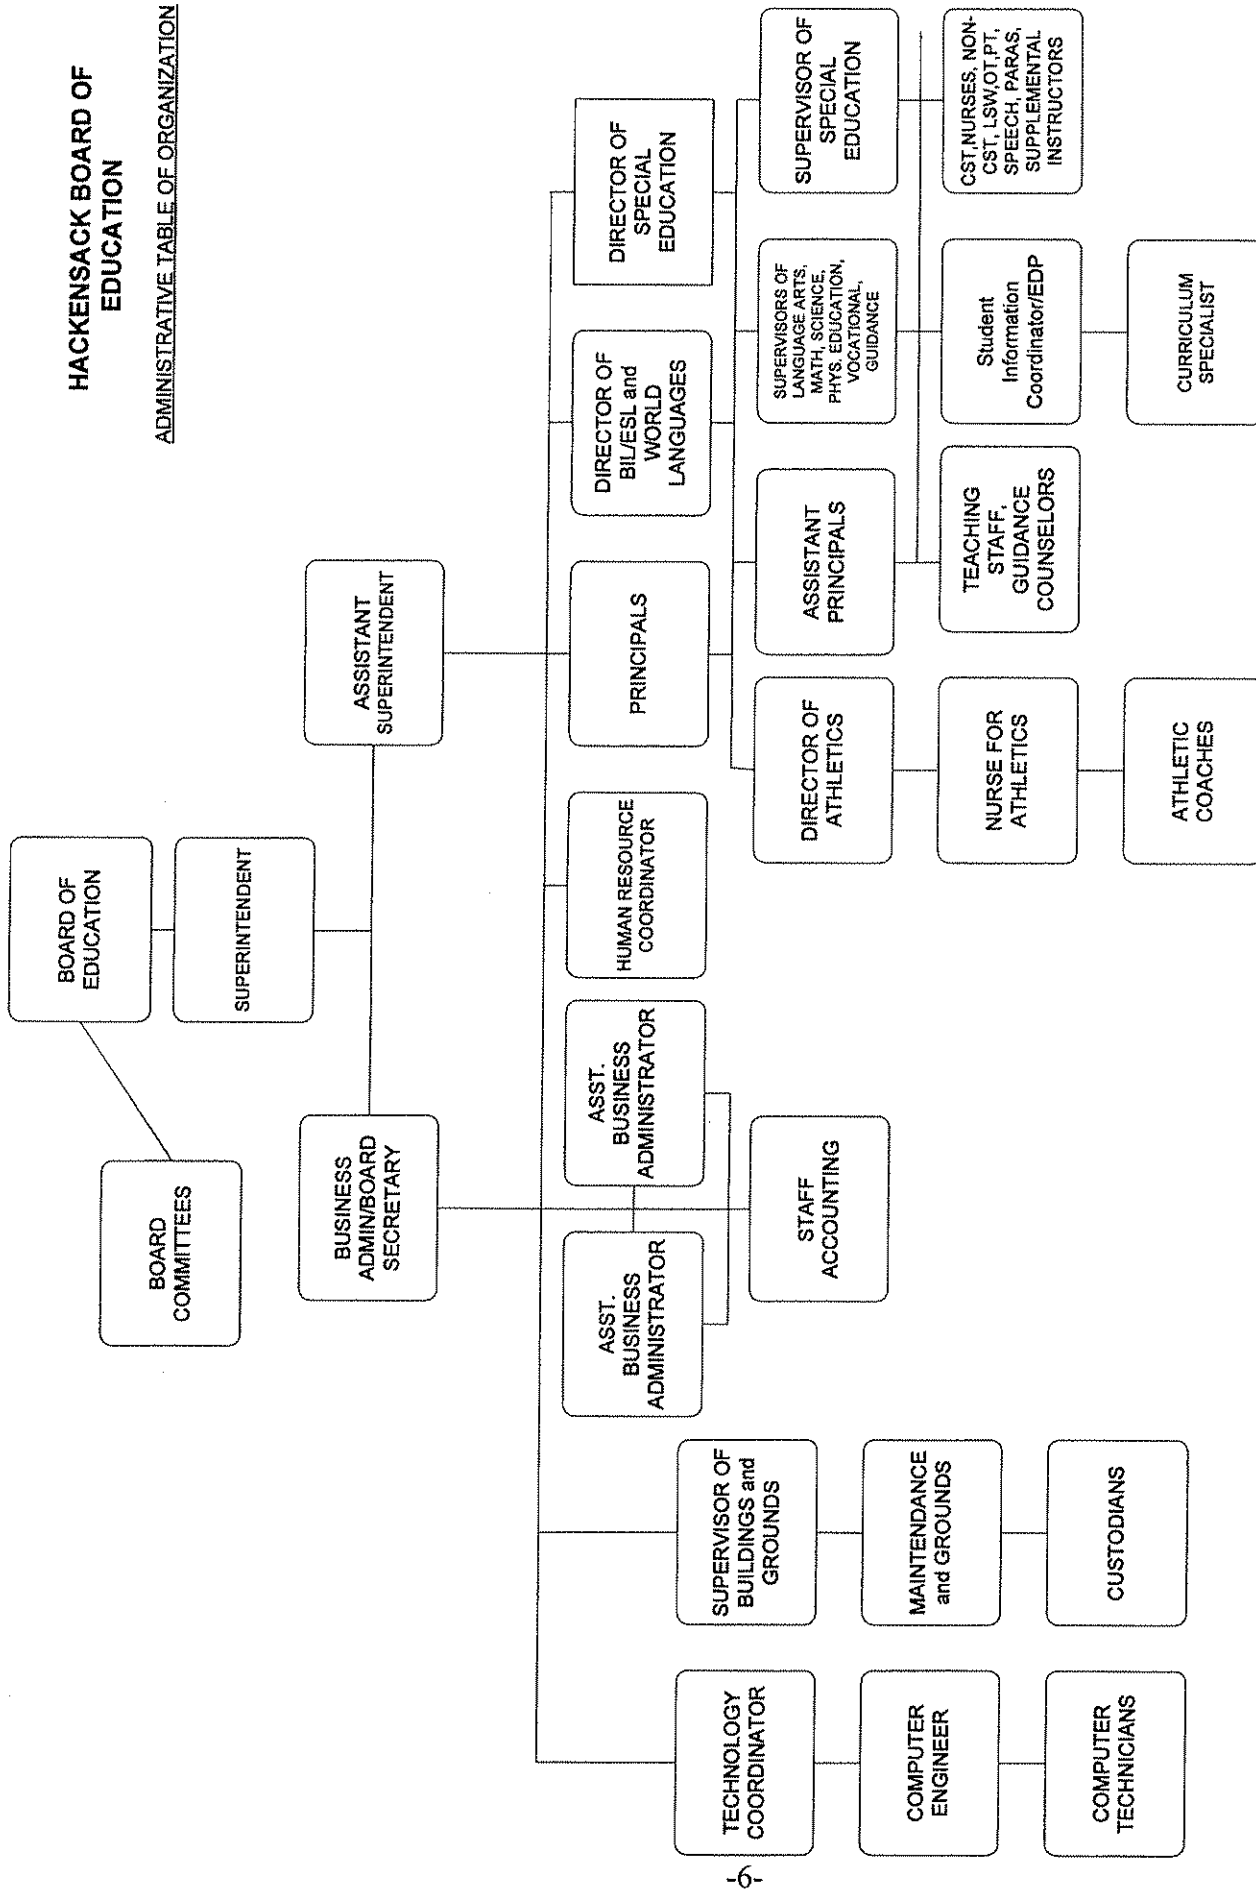 HACKENSACK BOARD OF
EDUCATION
ADMINISTRATIVE TABLE OF ORGANIZATION
BOARD OF
EDUCATION
BOARD
COMMITTEES
SUPERINTENDENT
BUSINESS
ADMIN/BOARD
SECRETARY
ASSISTANT
SUPERINTENDENT
ASST.
BUSINESS
ADMINISTRATOR
ASST.
BUSINESS
ADMINISTRATOR
HUMAN RESOURCE
COORDINATOR
PRINCIPALS
DIRECTOR OF
BIL/ESL and
WORLD
LANGUAGES
DIRECTOR OF
SPECIAL
EDUCATION
TECHNOLOGY
COORDINATOR
SUPERVISOR OF
BUILDINGS and
GROUNDS
STAFF
ACCOUNTING
DIRECTOR OF
ATHLETICS
ASSISTANT
PRINCIPALS
SUPERVISORS OF
LANGUAGE ARTS,
MATH, SCIENCE,
PHYS. EDUCATION,
VOCATIONAL,
GUIDANCE
SUPERVISOR OF
SPECIAL
EDUCATION
COMPUTER
ENGINEER
MAINTENDANCE
and GROUNDS
NURSE FOR
ATHLETICS
TEACHING
STAFF,
GUIDANCE
COUNSELORS
Student
Information
Coordinator/EDP
CST,NURSES, NON-
CST, LSW,OT,PT,
SPEECH, PARAS,
SUPPLEMENTAL
INSTRUCTORS
COMPUTER
TECHNICIANS
CUSTODIANS
ATHLETIC
COACHES
CURRICULUM
SPECIALIST
-6-